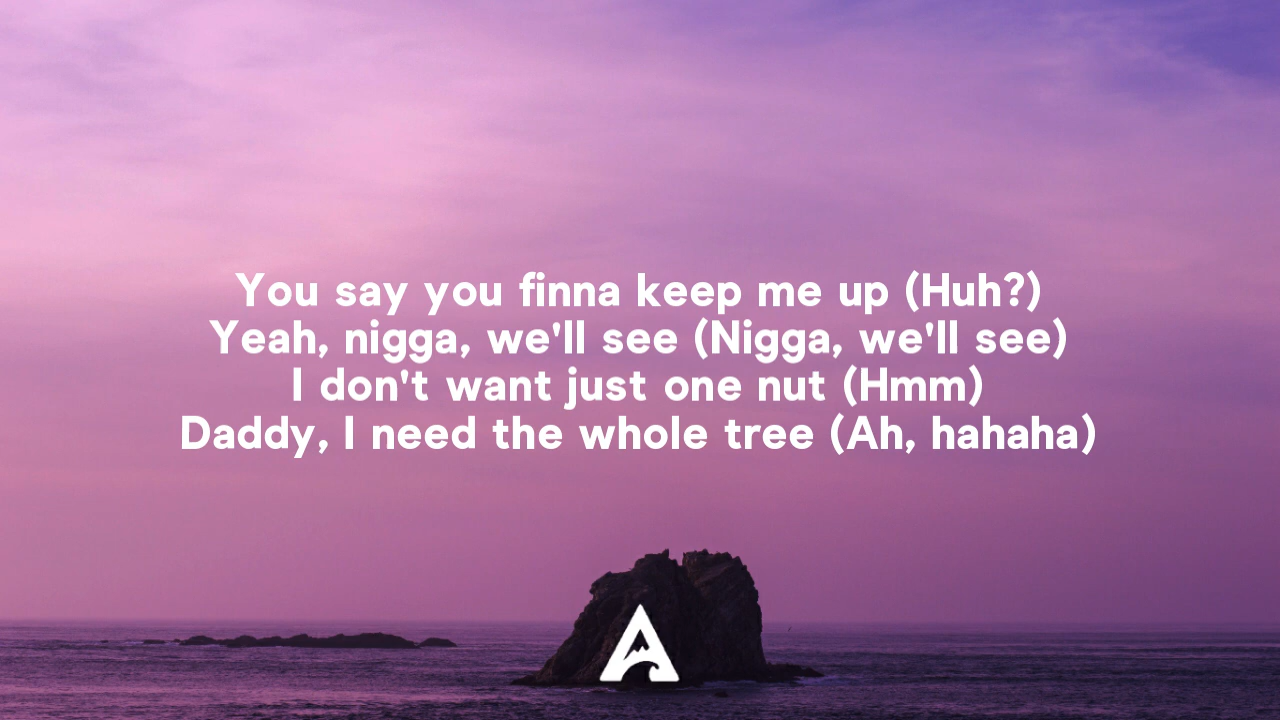 You say you finna keep me up (Huh?)
Yeah, nigga, we'll see (Nigga, we'll see)
I don't want just one nut (Hmm)
Daddy, I need the whole tree (Ah, hahaha)